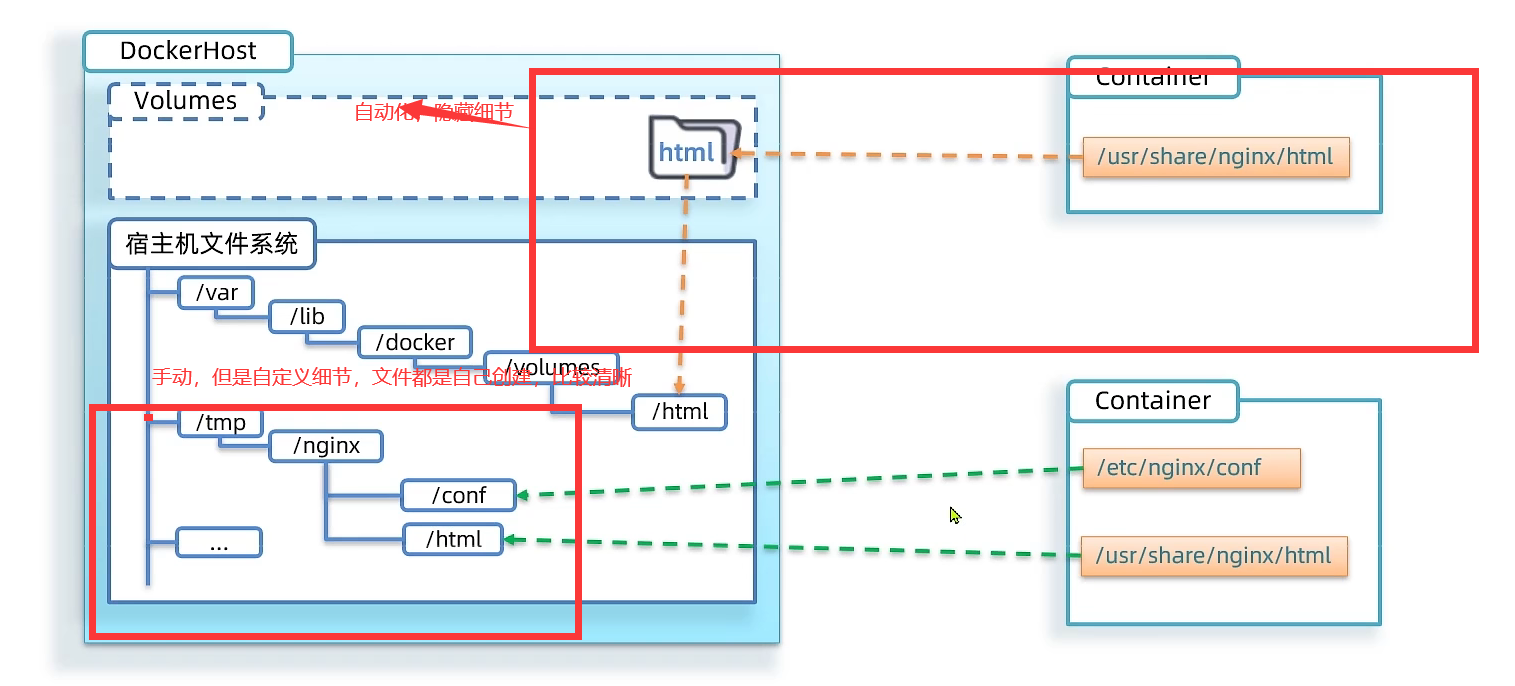 DockerHost
Container
Volumes
自动化，隐藏细节
html
/usr/share/nginx/html
宿主机文件系统
/var
/lib
/docker
/volumes
手动，但是自定义细节，文件都是自己创建，比较清晰
/html
Container
/tmp
/nginx
/etc/nginx/conf
/conf
/html
/usr/share/nginx/html
...